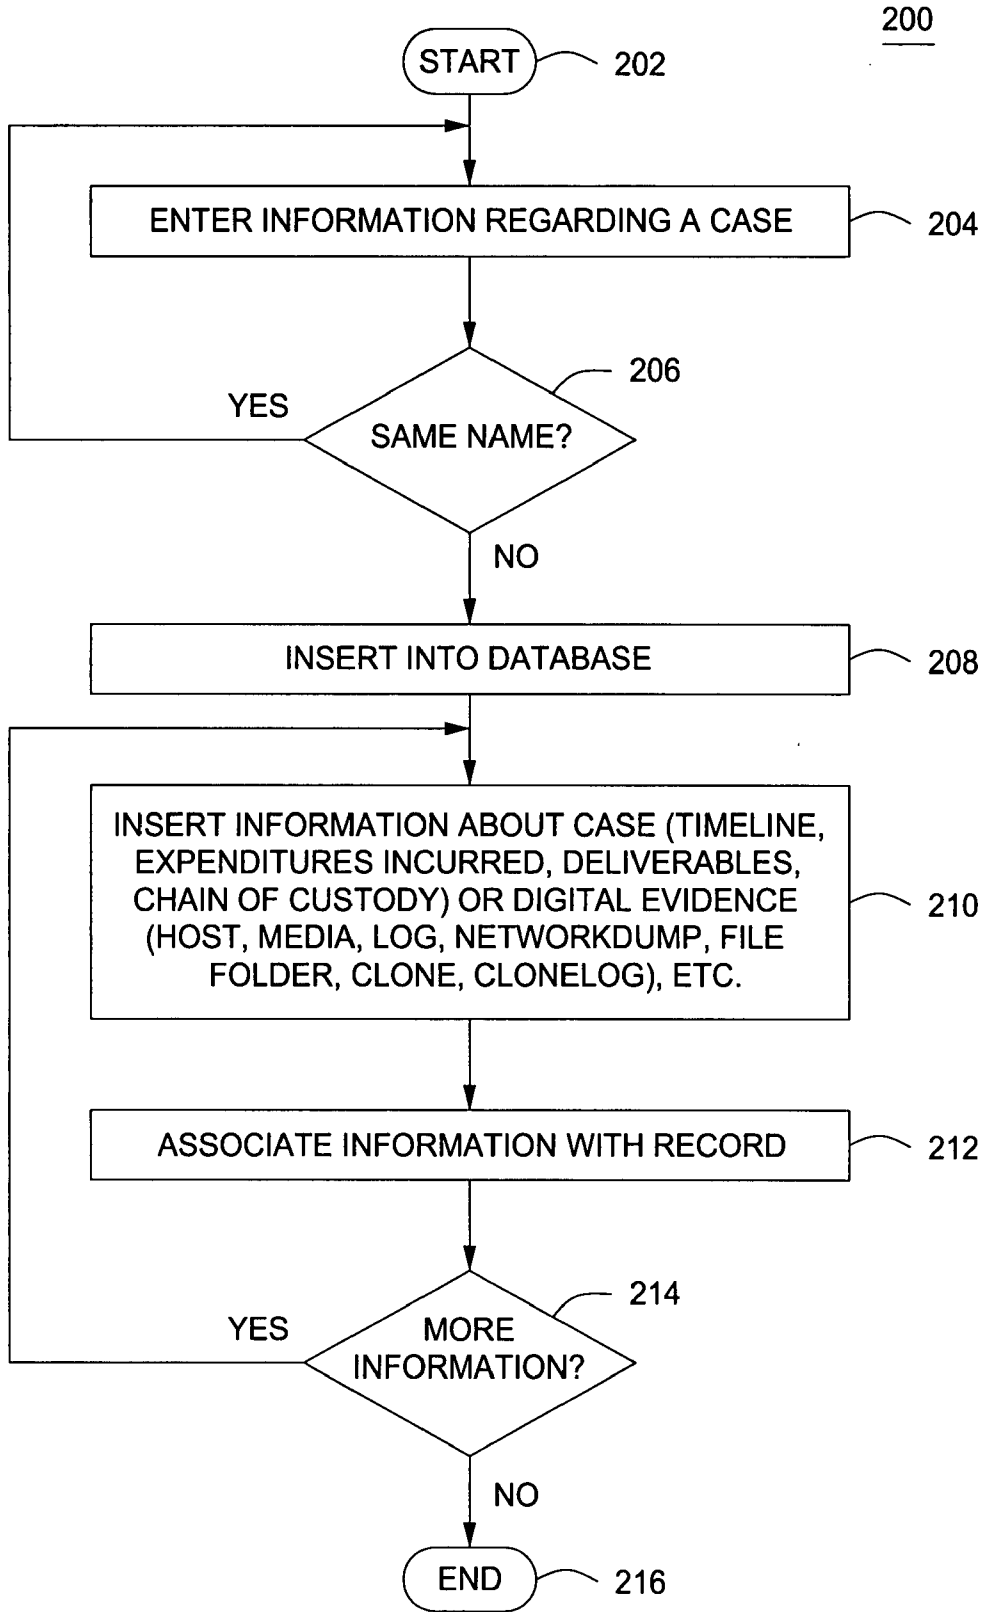 200
START
202
ENTER INFORMATION REGARDING A CASE
204
206
YES
SAME NAME?
NO
INSERT INTO DATABASE
208
INSERT INFORMATION ABOUT CASE (TIMELINE,
EXPENDITURES INCURRED, DELIVERABLES,
CHAIN OF CUSTODY) OR DIGITAL EVIDENCE
(HOST, MEDIA, LOG, NETWORKDUMP, FILE
FOLDER, CLONE, CLONELOG), ETC.
210
ASSOCIATE INFORMATION WITH RECORD
212
214
YES
MORE
INFORMATION?
NO
END
216